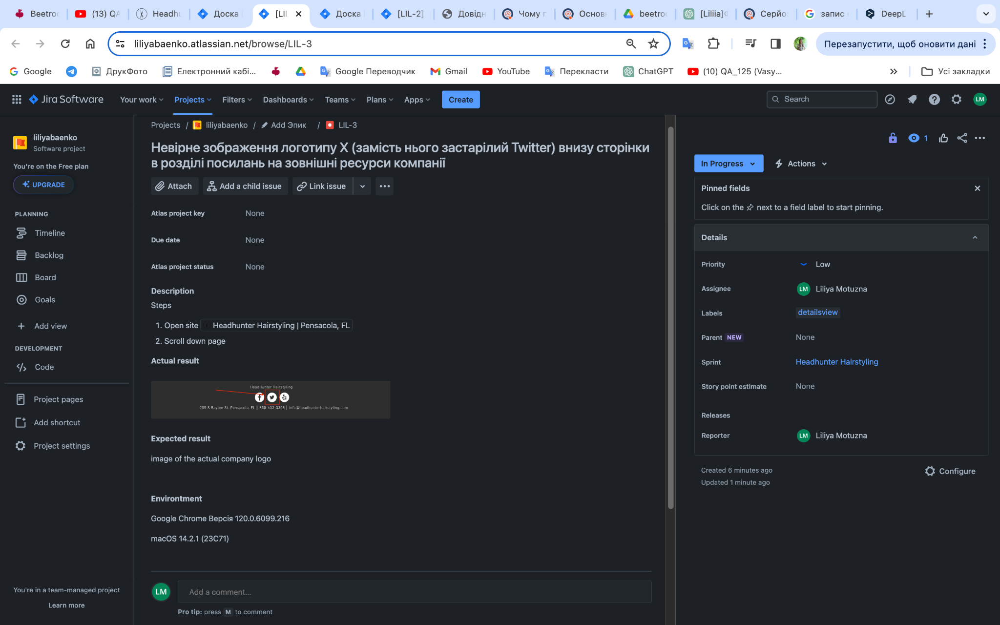 Beetroo
(13) QA
Headhu
Доска
[LIL
Доска
[LIL-2]
Довідн
Чому п
Основн
beetroo
[Liliia]Ф
Серйоз
запис
DeepL
liliyabaenko.atlassian.net/browse/LIL-3
Перезапустити, щоб оновити дані
Google
ДрукФото
Електронний кабі...
Google Переводчик
Gmail
YouTube
Перекласти
ChatGPT
(10) QA_125 (Vasy...
Усі закладки
Jira Software
Your work
Projects
Filters
Dashboards
Teams
Plans
Apps
Create
Search
LM
liliyabaenko
Software project
You're on the Free plan
UPGRADE
PLANNING
Timeline
Backlog
Board
Goals
Add view
DEVELOPMENT
Code
Project pages
Add shortcut
Project settings
You're in a team-managed project
Learn more
Projects / liliyabaenko / Add Эпик / LIL-3
Невірне зображення логотипу X (замість нього застарілий Twitter) внизу сторінки
в розділі посилань на зовнішні ресурси компанії
Attach
Add a child issue
Link issue
Atlas project key None
Due date None
Atlas project status None
Description
Steps
1. Open site Headhunter Hairstyling | Pensacola, FL
2. Scroll down page
Actual result
HeadHunter Hairstyling
205 S Baylen St. Pensacola, FL | 850-433-3308 | info@headhunterhairstyling.com
Expected result
image of the actual company logo
Environtment
Google Chrome Версія 120.0.6099.216
macOS 14.2.1 (23C71)
LM
Add a comment...
Pro tip: press M to comment
1
In Progress
Actions
Pinned fields
Click on the next to a field label to start pinning.
Details
Priority Low
Assignee LM Liliya Motuzna
Labels detailsview
Parent NEW None
Sprint Headhunter Hairstyling
Story point estimate None
Releases
Reporter LM Liliya Motuzna
Created 6 minutes ago
Updated 1 minute ago
Configure